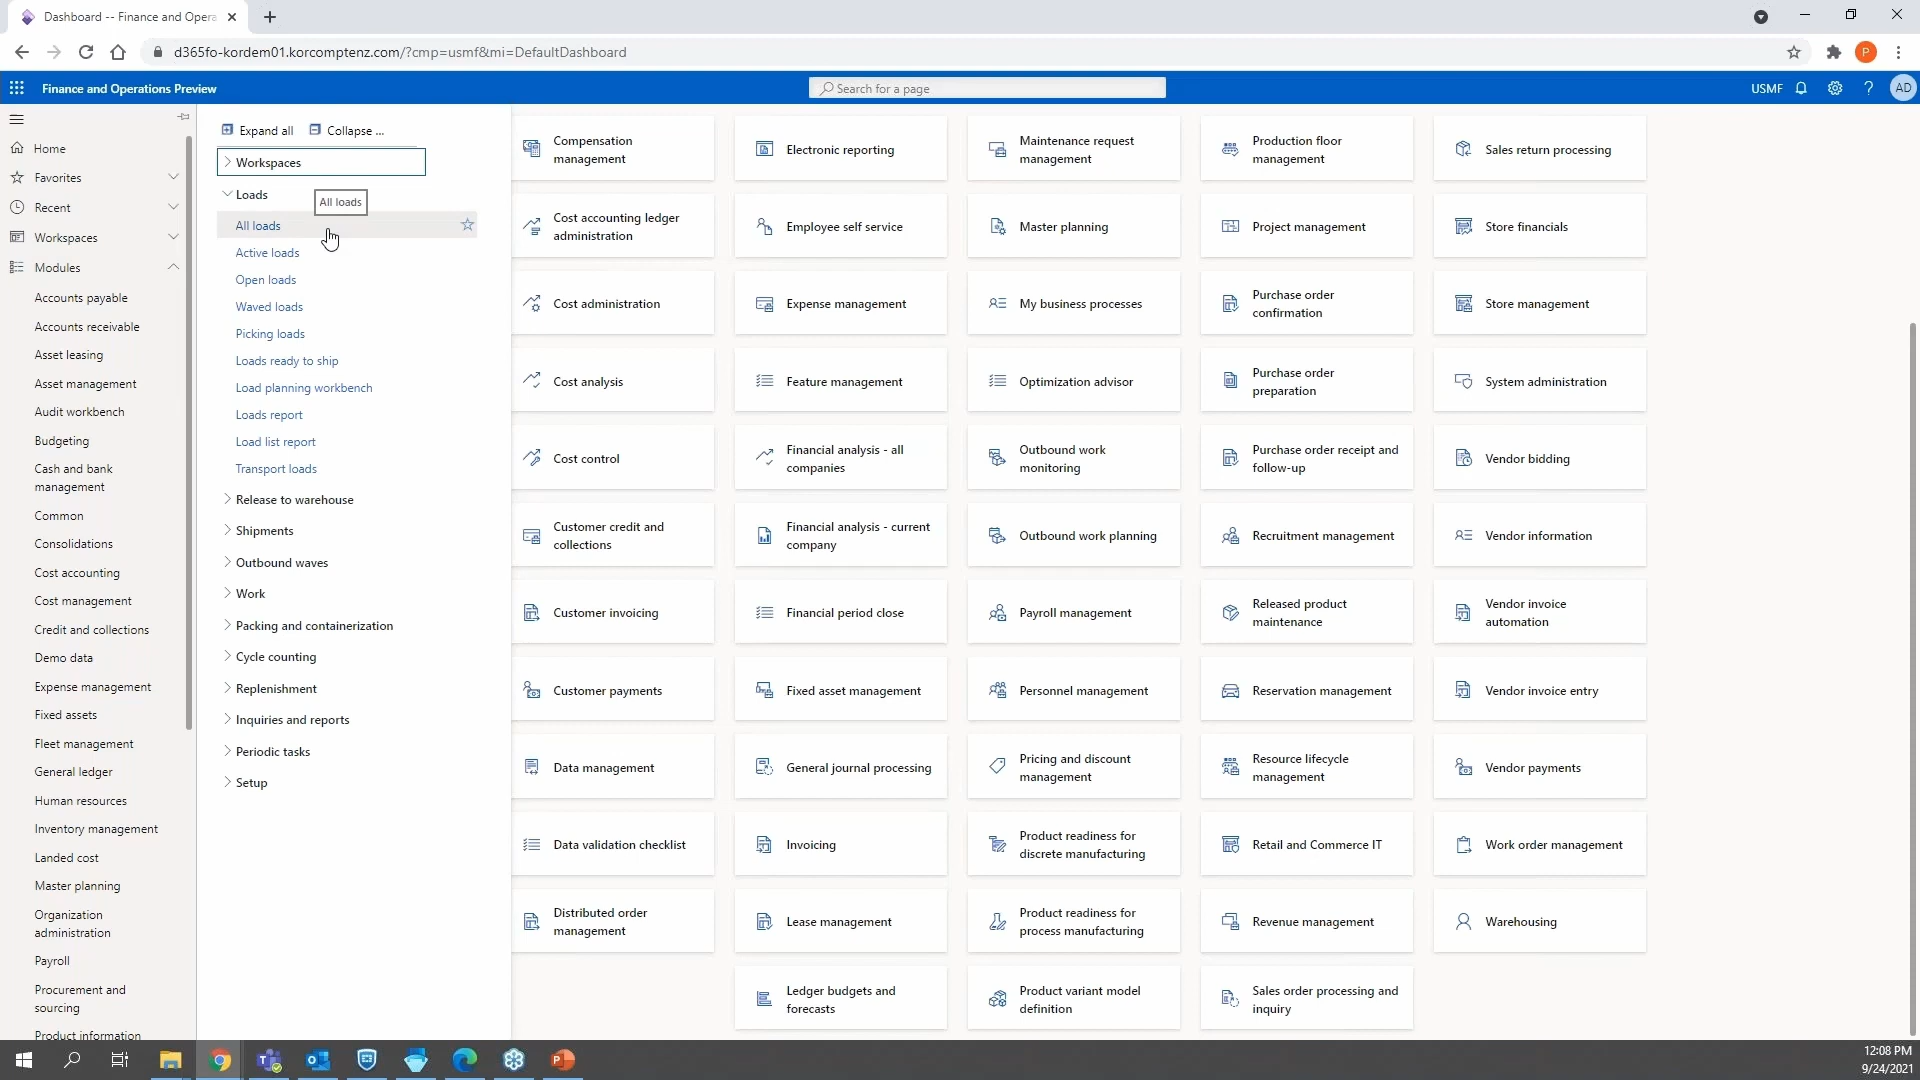 Dashboard -- Finance and Opera
d365fo-kordem01.korcomptenz.com/?cmp=usmf&mi=DefaultDashboard
P
Finance and Operations Preview
Search for a page
USMF
AD
Home
Favorites
Recent
Workspaces
Modules
Accounts payable
Accounts receivable
Asset leasing
Asset management
Audit workbench
Budgeting
Cash and bank
management
Common
Consolidations
Cost accounting
Cost management
Credit and collections
Demo data
Expense management
Fixed assets
Fleet management
General ledger
Human resources
Inventory management
Landed cost
Master planning
Organization
administration
Payroll
Procurement and
sourcing
Product information
Expand all
Collapse ...
Workspaces
Loads
All loads
All loads
Active loads
Open loads
Waved loads
Picking loads
Loads ready to ship
Load planning workbench
Loads report
Load list report
Transport loads
Release to warehouse
Shipments
Outbound waves
Work
Packing and containerization
Cycle counting
Replenishment
Inquiries and reports
Periodic tasks
Setup
Compensation
management
Cost accounting ledger
administration
Cost administration
Cost analysis
Cost control
Customer credit and
collections
Customer invoicing
Customer payments
Data management
Data validation checklist
Distributed order
management
Electronic reporting
Employee self service
Expense management
Feature management
Financial analysis - all
companies
Financial analysis - current
company
Financial period close
Fixed asset management
General journal processing
Invoicing
Lease management
Ledger budgets and
forecasts
Maintenance request
management
Master planning
My business processes
Optimization advisor
Outbound work
monitoring
Outbound work planning
Payroll management
Personnel management
Pricing and discount
management
Product readiness for
discrete manufacturing
Product readiness for
process manufacturing
Product variant model
definition
Production floor
management
Project management
Purchase order
confirmation
Purchase order
preparation
Purchase order receipt and
follow-up
Recruitment management
Released product
maintenance
Reservation management
Resource lifecycle
management
Retail and Commerce IT
Revenue management
Sales order processing and
inquiry
Sales return processing
Store financials
Store management
System administration
Vendor bidding
Vendor information
Vendor invoice
automation
Vendor invoice entry
Vendor payments
Work order management
Warehousing
12:08 PM
9/24/2021